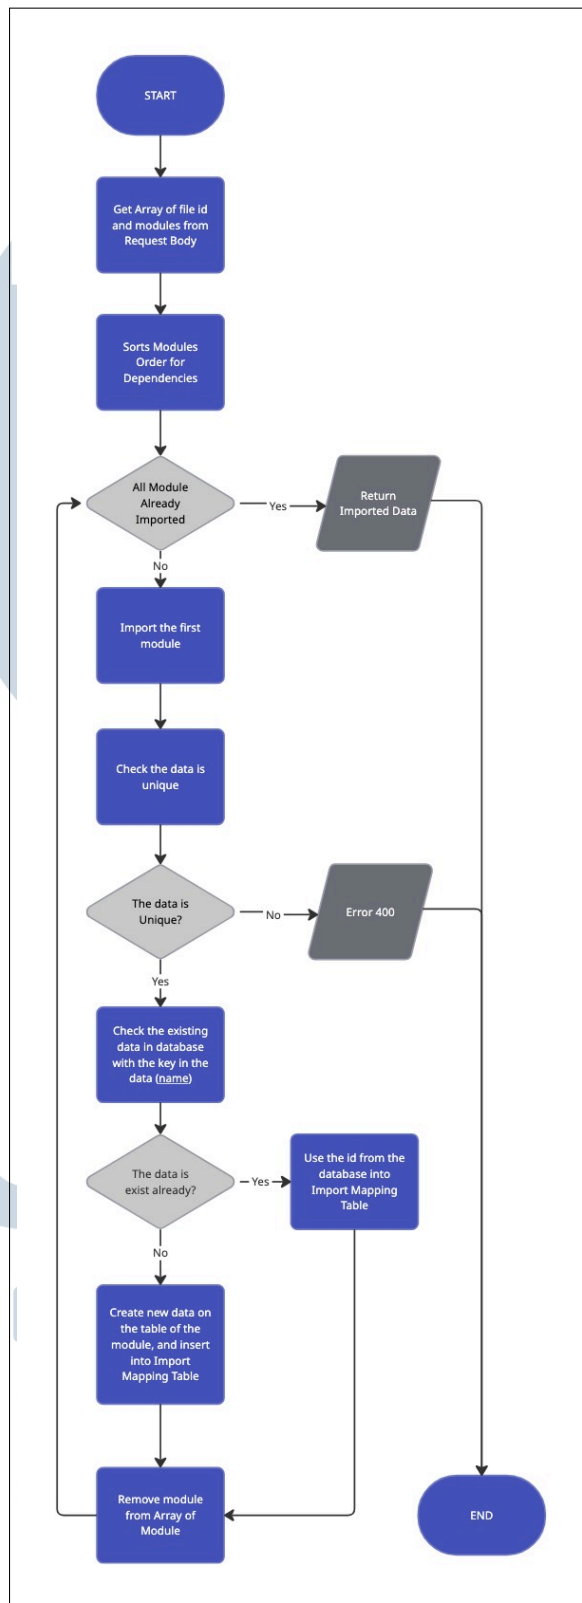 START
Get Array of file id
and modules from
Request Body
Sorts Modules
Order for
Dependencies
All Module
Already
Imported
Yes
Return
Imported Data
No
Import the first
module
Check the data is
unique
The data is
Unique?
No
Error 400
Yes
Check the existing
data in database
with the key in the
data (name)
The data is
exist already?
Yes
Use the id from the
database into
Import Mapping
Table
No
Create new data on
the table of the
module, and insert
into Import
Mapping Table
Remove module
from Array of
Module
END